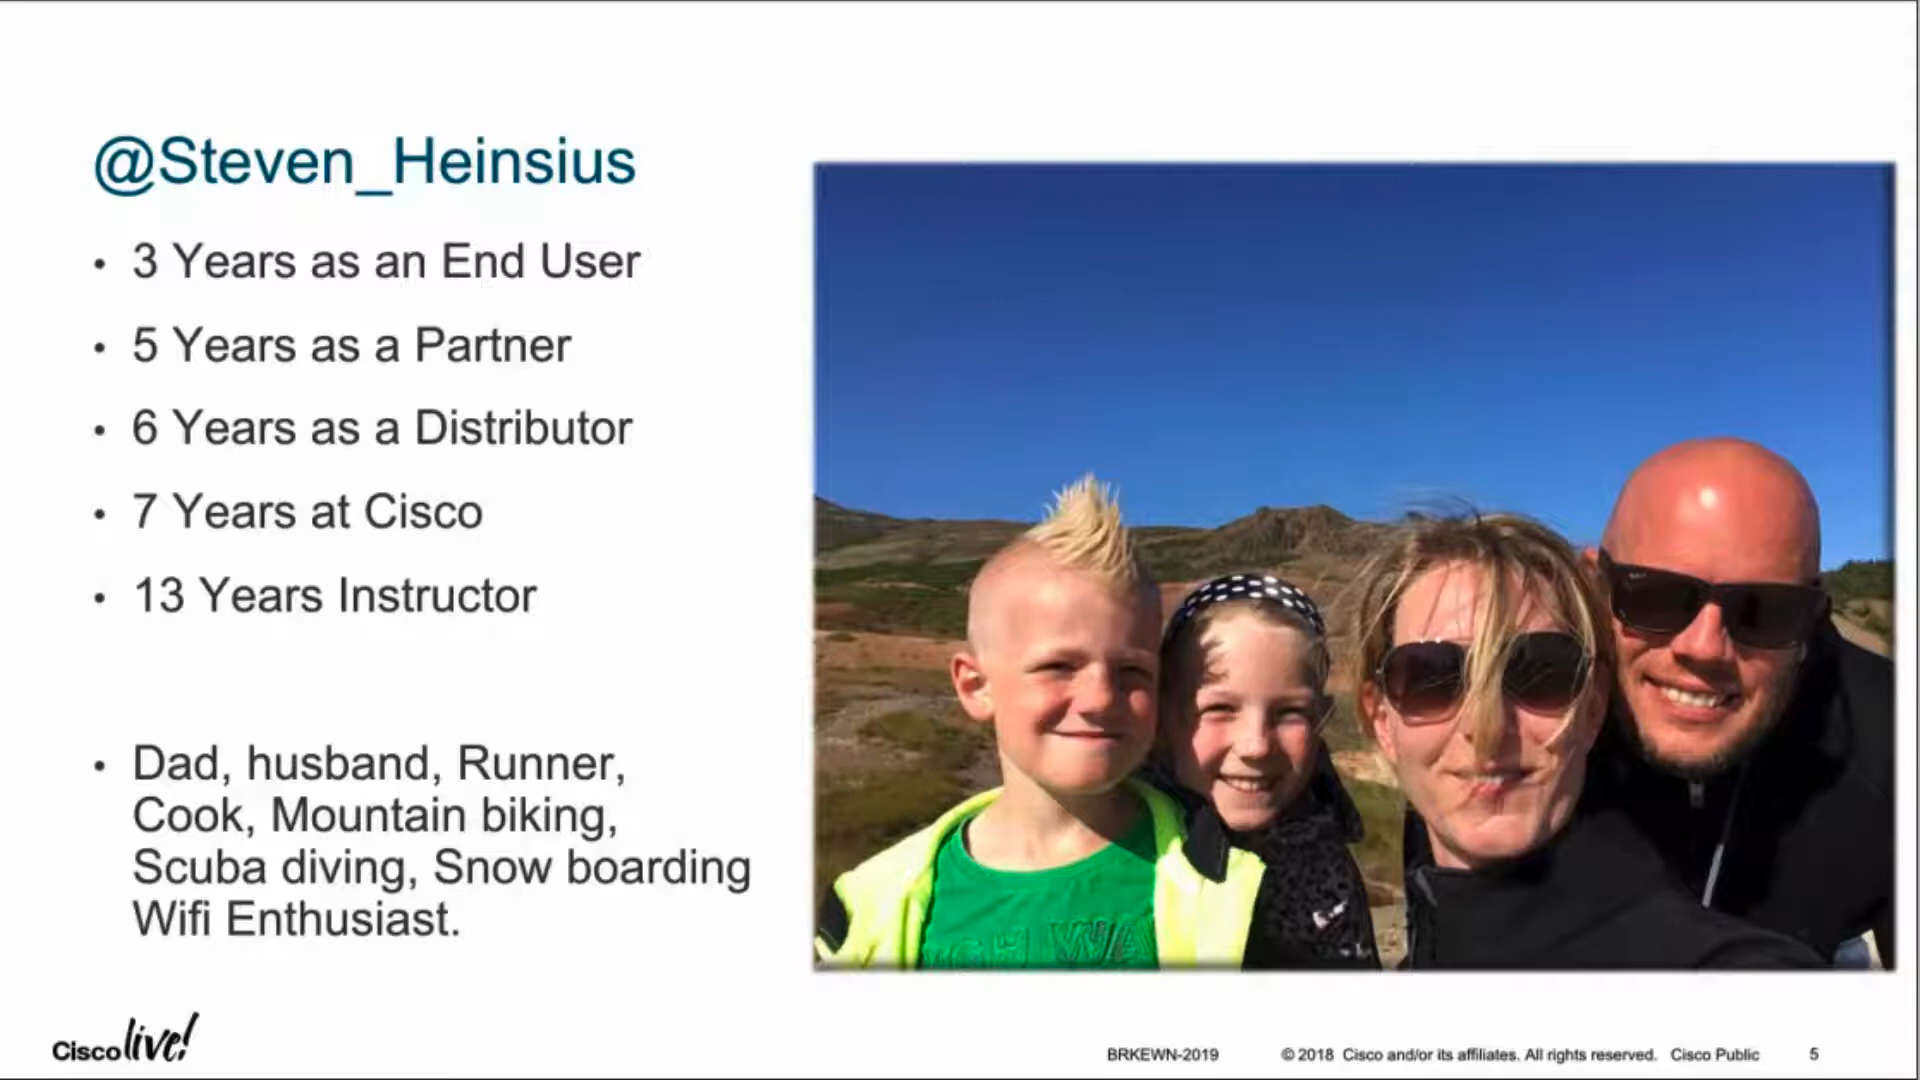 @Steven_Heinsius
• 3 Years as an End User
• 5 Years as a Partner
• 6 Years as a Distributor
• 7 Years at Cisco
• 13 Years Instructor
• Dad, husband, Runner,
Cook, Mountain biking,
Scuba diving, Snow boarding
Wifi Enthusiast.
Cisco live!
BRKEWN-2019
© 2018 Cisco and/or its affiliates. All rights reserved. Cisco Public
5